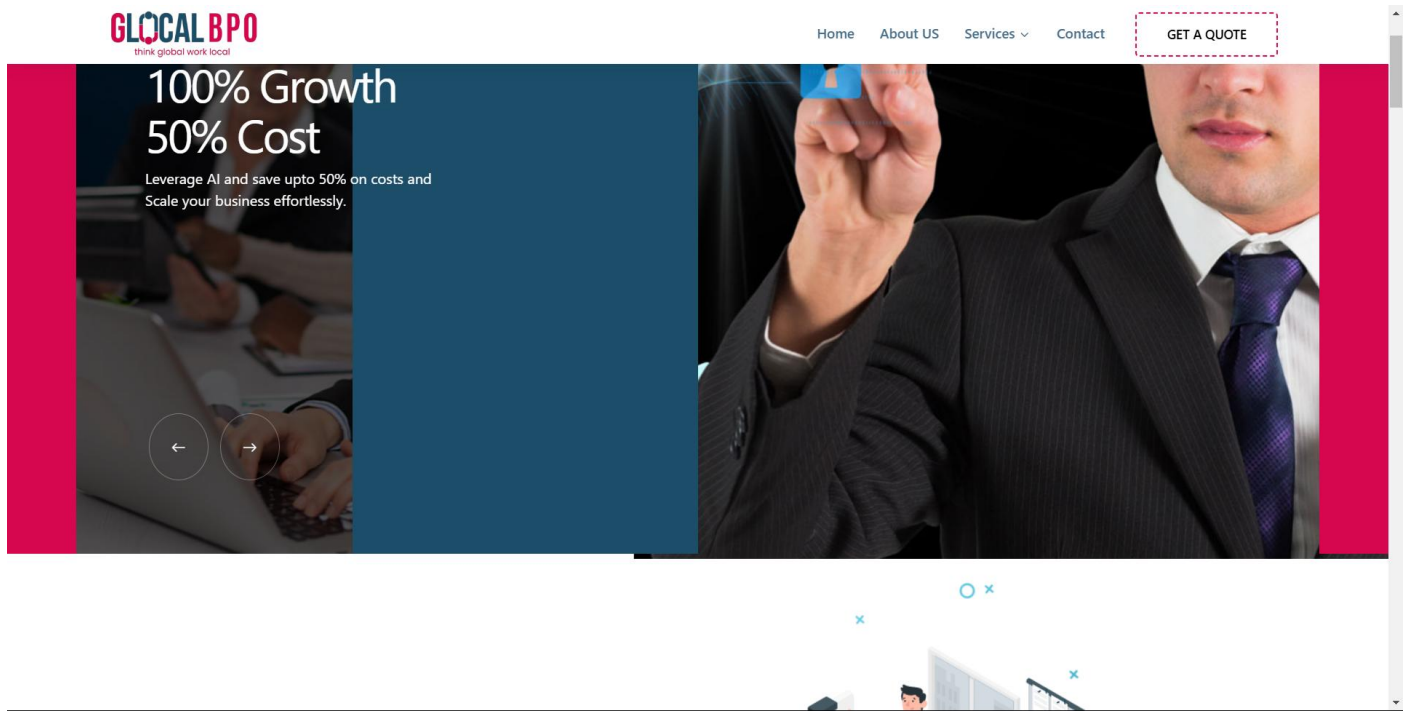 GLOCAL BPO
think global work local
Home About US Services Contact GET A QUOTE
100% Growth
50% Cost
Leverage AI and save upto 50% on costs and
Scale your business effortlessly.